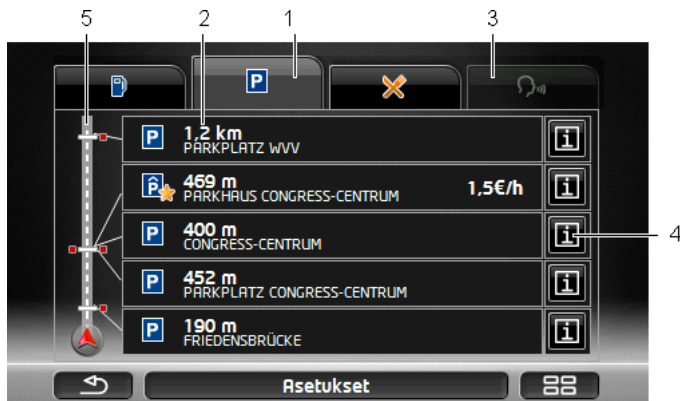 5
2
1
3
P
P
1,2 km
PARKPLATZ WVV
i
P
469 m
PARKHAUS CONGRESS-CENTRUM
1,5€/h
i
P
400 m
CONGRESS-CENTRUM
i
4
P
452 m
PARKPLATZ CONGRESS-CENTRUM
i
P
190 m
FRIEDENSBRÜCKE
i
Asetukset